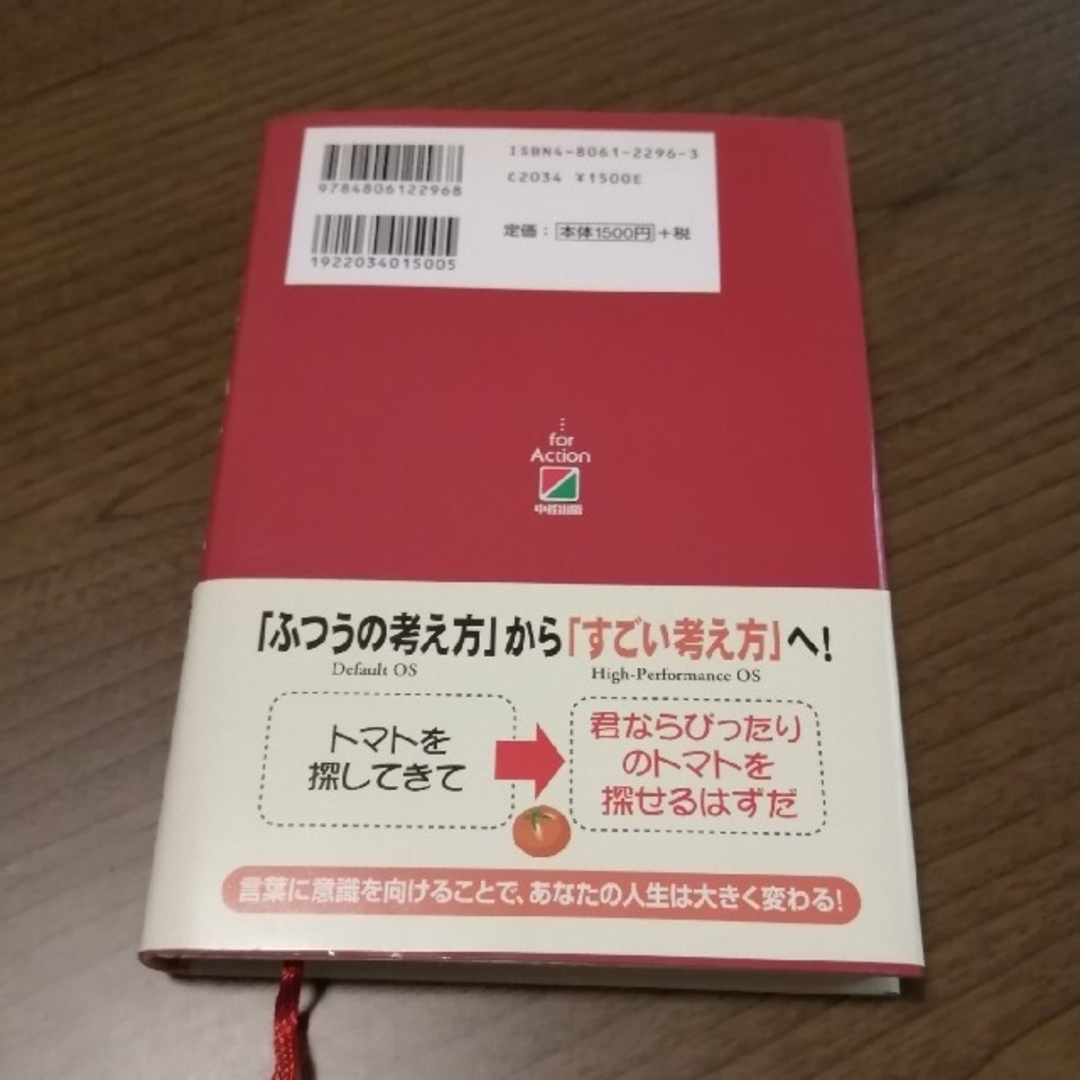 9784806122968
ISBN4-8061-2296-3
C2034 ¥1500E
1922034015005
定価：本体1500円＋税
for
Action
中経出版
「ふつうの考え方」から「すごい考え方」へ！
Default OS
High-Performance OS
トマトを
探してきて
君ならぴったり
のトマトを
探せるはずだ
言葉に意識を向けることで、あなたの人生は大きく変わる！